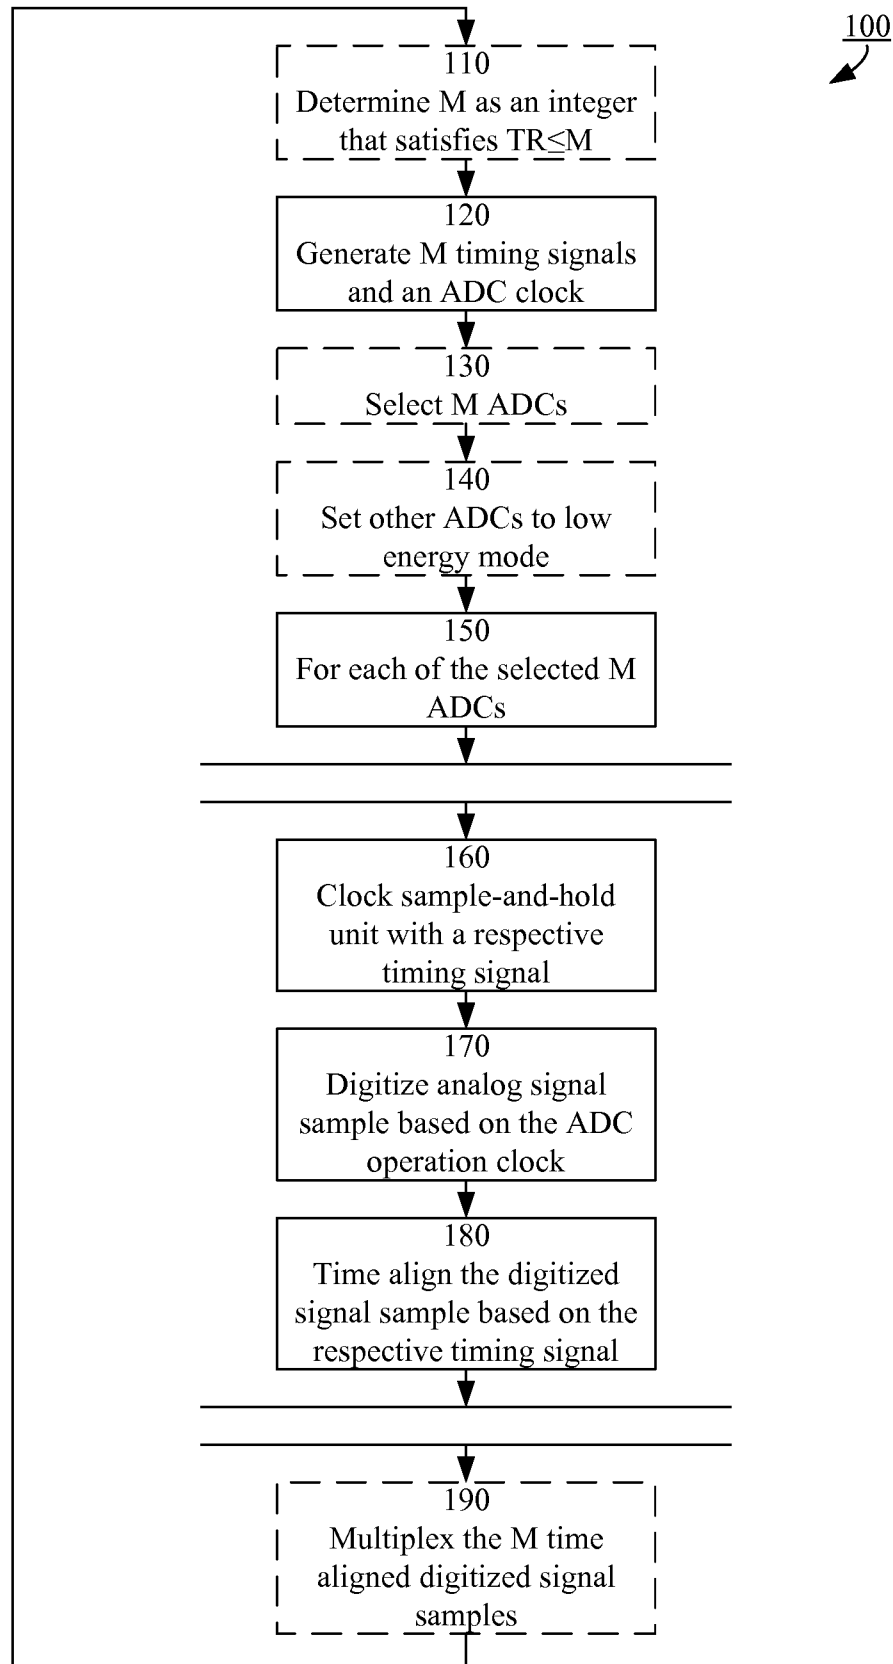 100
110
Determine M as an integer
that satisfies TR≤M
120
Generate M timing signals
and an ADC clock
130
Select M ADCs
140
Set other ADCs to low
energy mode
150
For each of the selected M
ADCs
160
Clock sample-and-hold
unit with a respective
timing signal
170
Digitize analog signal
sample based on the ADC
operation clock
180
Time align the digitized
signal sample based on the
respective timing signal
190
Multiplex the M time
aligned digitized signal
samples